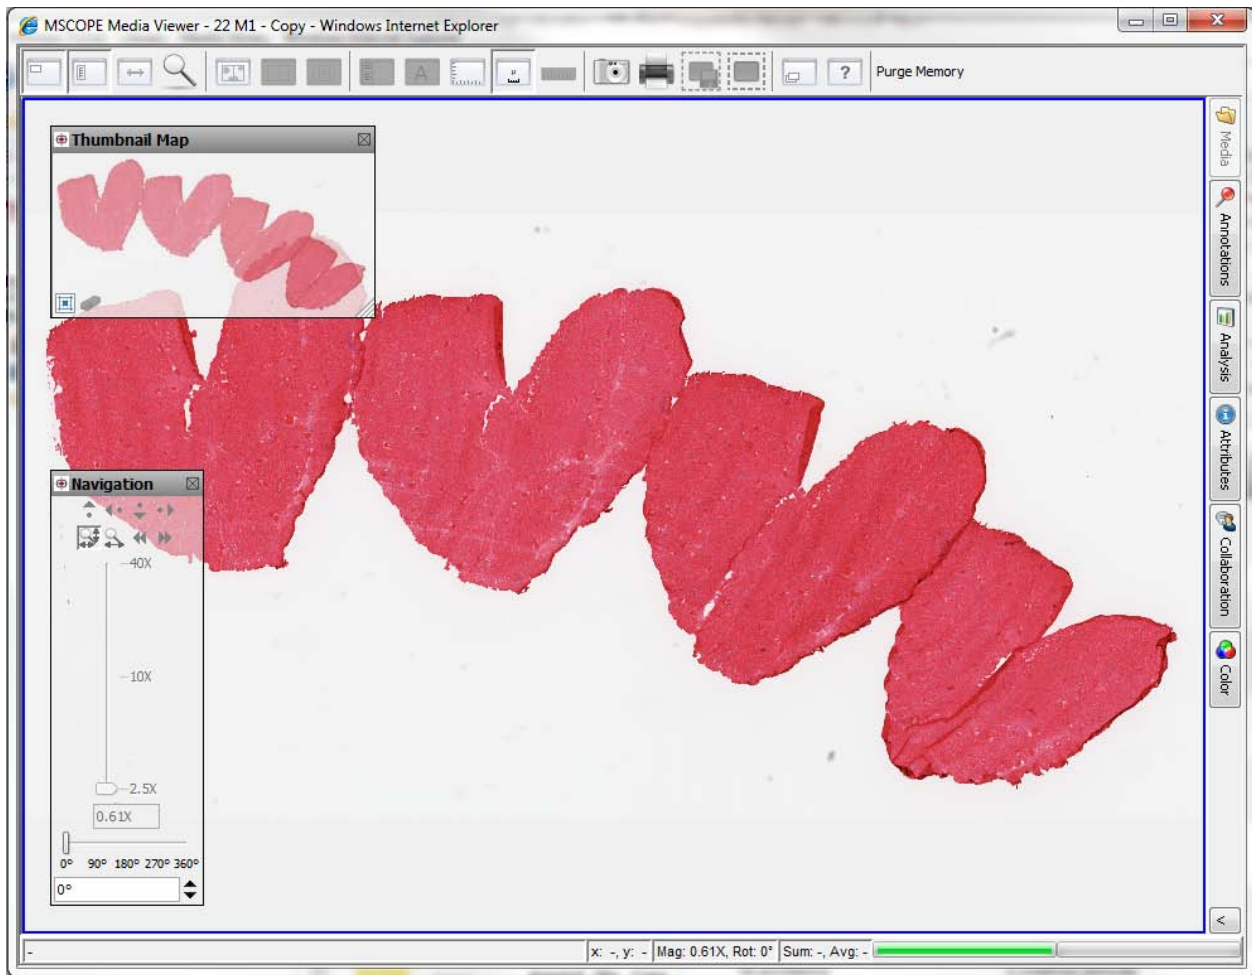 MSCOPE Media Viewer - 22 M1 - Copy - Windows Internet Explorer
A
µ
?
Purge Memory
Thumbnail Map
Media
Annotations
Analysis
Attributes
Collaboration
Color
<
Navigation
40X
10X
2.5X
0.61X
0° 90° 180° 270° 360°
0°
-
x: -, y: -
Mag: 0.61X, Rot: 0°
Sum: -, Avg: -